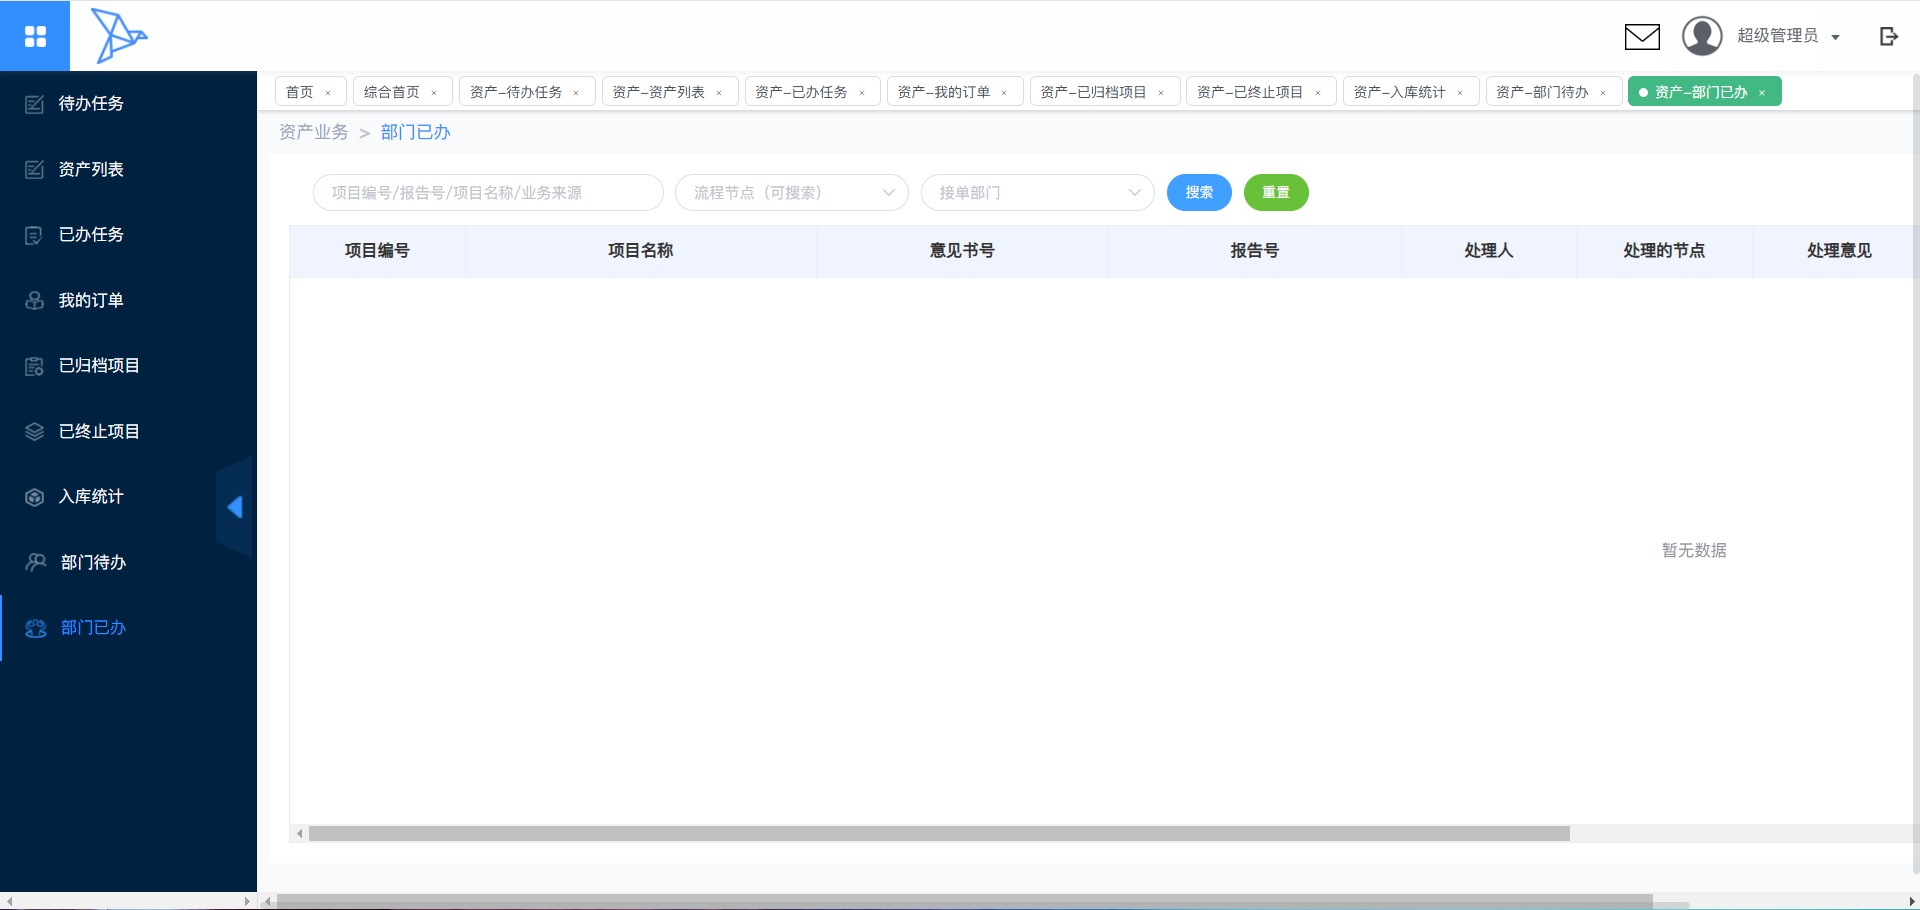 超级管理员
首页 ×
综合首页 ×
资产-待办任务 ×
资产-资产列表 ×
资产-已办任务 ×
资产-我的订单 ×
资产-已归档项目 ×
资产-已终止项目 ×
资产-入库统计 ×
资产-部门待办 ×
资产-部门已办 ×
待办任务
资产列表
已办任务
我的订单
已归档项目
已终止项目
入库统计
部门待办
部门已办
资产业务 > 部门已办
项目编号/报告号/项目名称/业务来源
流程节点（可搜索）
接单部门
搜索
重置
项目编号 项目名称 意见书号 报告号 处理人 处理的节点 处理意见
暂无数据